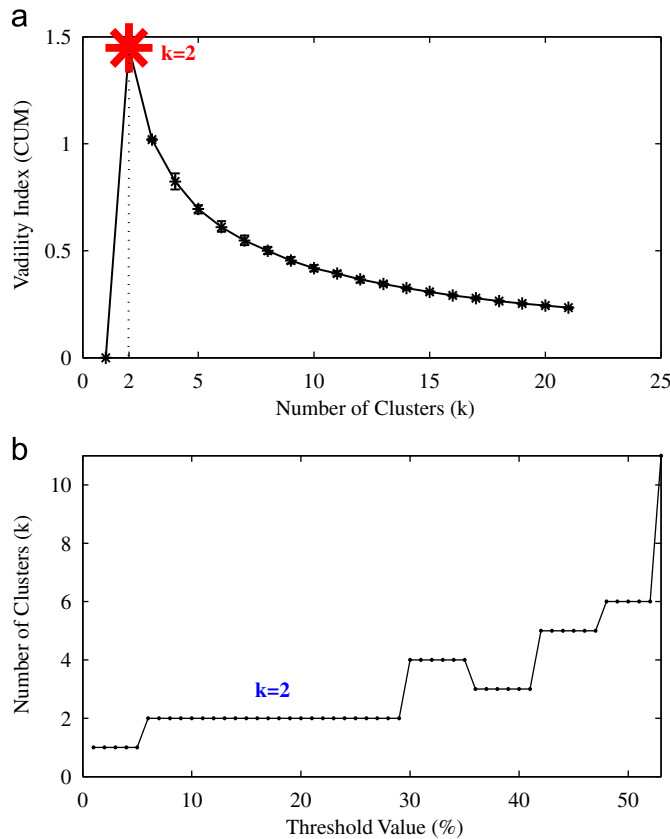 a
1.5
k=2
1
0.5
0
Vadility Index (CUM)
0 2 5 10 15 20 25
Number of Clusters (k)
b
10
8
6
4
2
0
Number of Clusters (k)
k=2
0 10 20 30 40 50
Threshold Value (%)